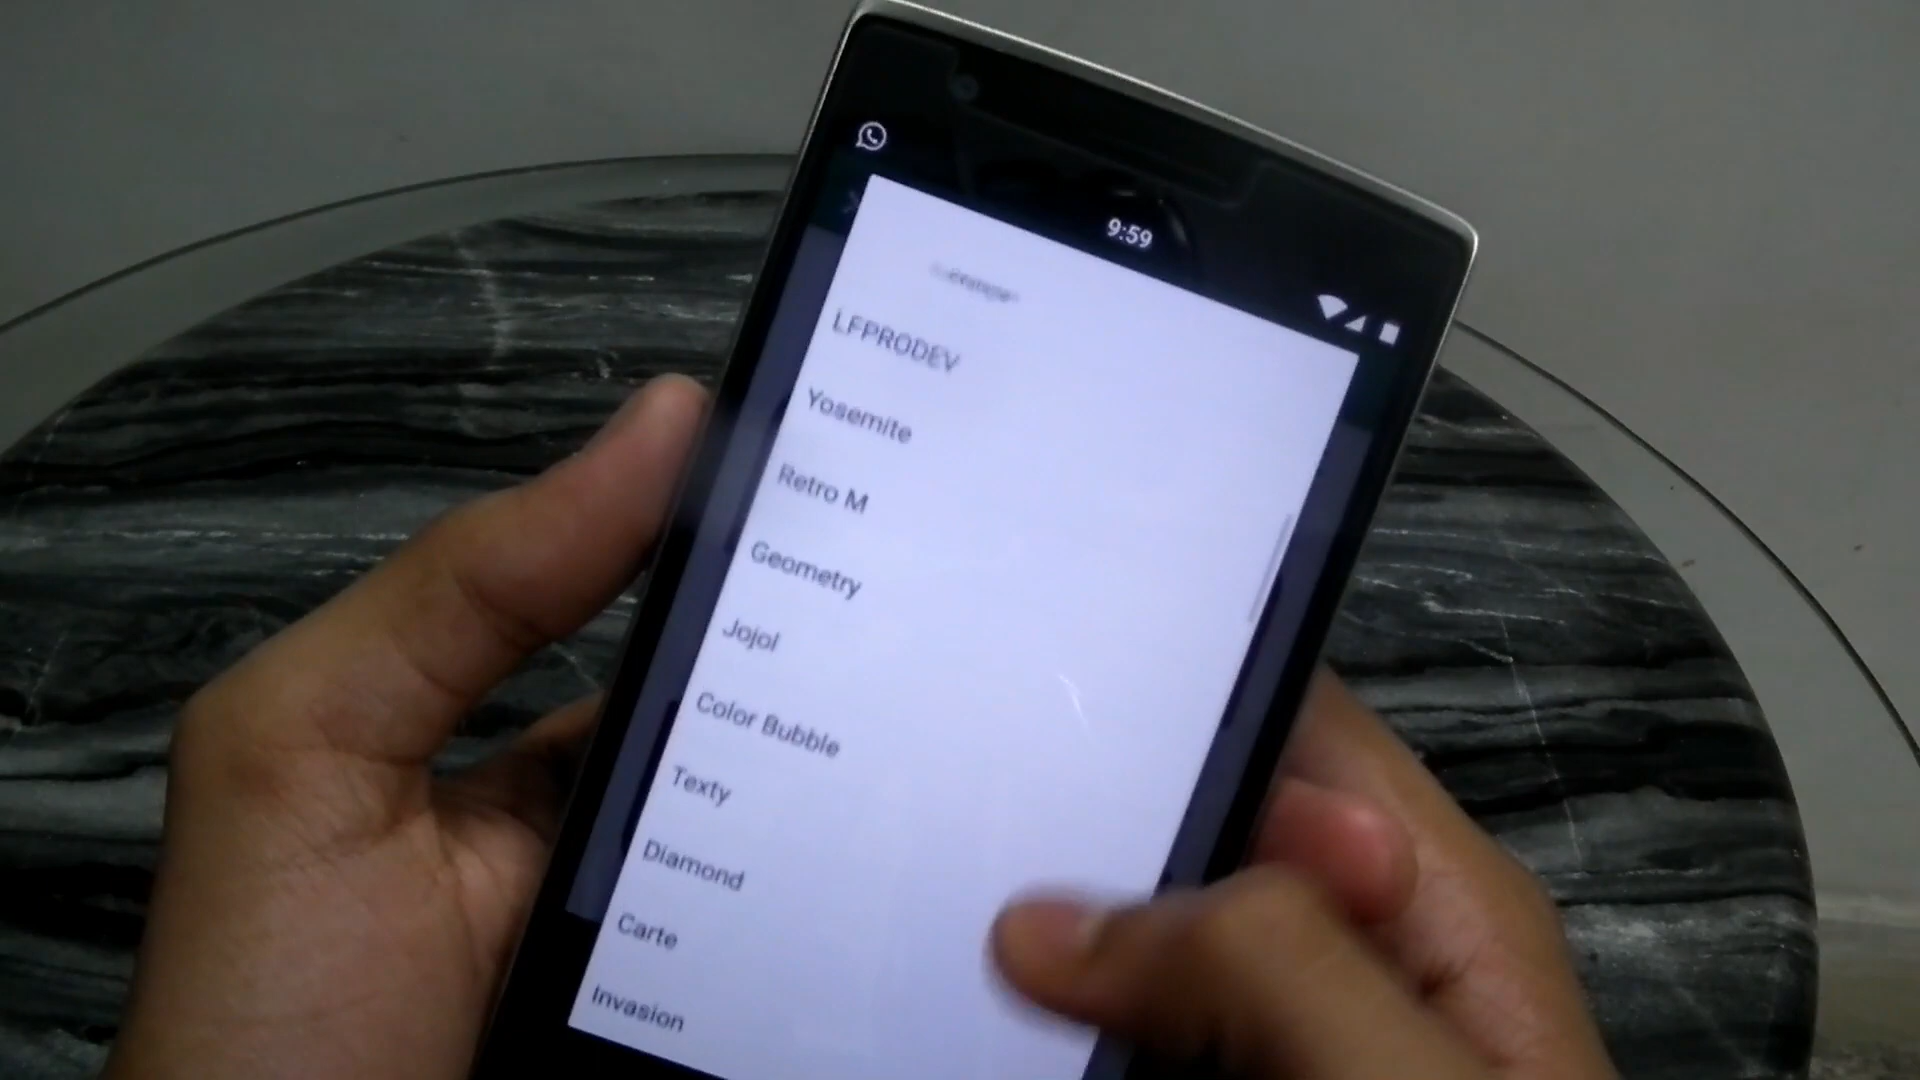 9:59
LFPRODEV
Yosemite
Retro M
Geometry
Jojol
Color Bubble
Texty
Diamond
Carte
Invasion